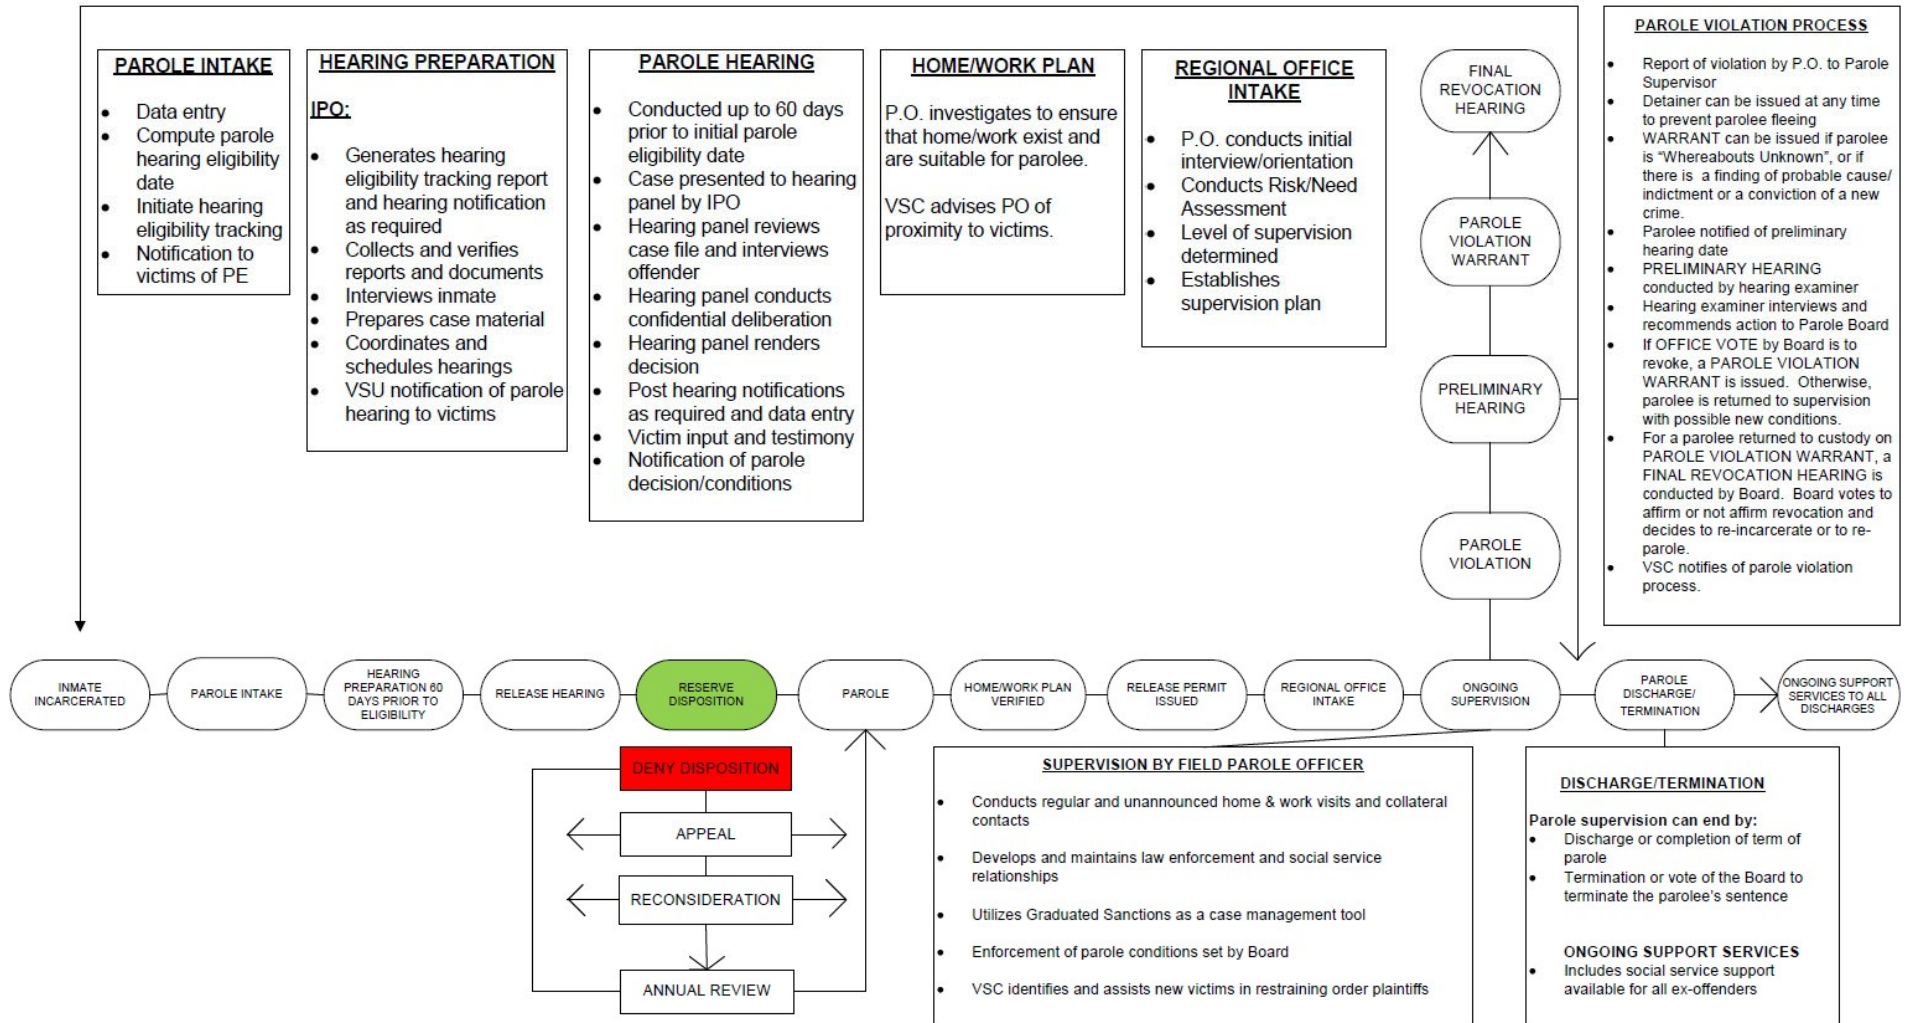 PAROLE INTAKE
• Data entry
• Compute parole
hearing eligibility
date
• Initiate hearing
eligibility tracking
• Notification to
victims of PE
HEARING PREPARATION
IPO:
• Generates hearing
eligibility tracking report
and hearing notification
as required
• Collects and verifies
reports and documents
• Interviews inmate
• Prepares case material
• Coordinates and
schedules hearings
• VSU notification of parole
hearing to victims
PAROLE HEARING
• Conducted up to 60 days
prior to initial parole
eligibility date
• Case presented to hearing
panel by IPO
• Hearing panel reviews
case file and interviews
offender
• Hearing panel conducts
confidential deliberation
• Hearing panel renders
decision
• Post hearing notifications
as required and data entry
• Victim input and testimony
• Notification of parole
decision/conditions
HOME/WORK PLAN
P.O. investigates to ensure
that home/work exist and
are suitable for parolee.
VSC advises PO of
proximity to victims.
REGIONAL OFFICE
INTAKE
• P.O. conducts initial
interview/orientation
• Conducts Risk/Need
Assessment
• Level of supervision
determined
• Establishes
supervision plan
FINAL
REVOCATION
HEARING
PAROLE
VIOLATION
WARRANT
PRELIMINARY
HEARING
PAROLE
VIOLATION
PAROLE VIOLATION PROCESS
• Report of violation by P.O. to Parole
Supervisor
• Detainer can be issued at any time
to prevent parolee fleeing
• WARRANT can be issued if parolee
is “Whereabouts Unknown”, or if
there is a finding of probable cause/
indictment or a conviction of a new
crime.
• Parolee notified of preliminary
hearing date
• PRELIMINARY HEARING
conducted by hearing examiner
• Hearing examiner interviews and
recommends action to Parole Board
• If OFFICE VOTE by Board is to
revoke, a PAROLE VIOLATION
WARRANT is issued. Otherwise,
parolee is returned to supervision
with possible new conditions.
• For a parolee returned to custody on
PAROLE VIOLATION WARRANT, a
FINAL REVOCATION HEARING is
conducted by Board. Board votes to
affirm or not affirm revocation and
decides to re-incarcerate or to re-
parole.
• VSC notifies of parole violation
process.
INMATE
INCARCERATED
PAROLE INTAKE
HEARING
PREPARATION 60
DAYS PRIOR TO
ELIGIBILITY
RELEASE HEARING
RESERVE
DISPOSITION
PAROLE
HOME/WORK PLAN
VERIFIED
RELEASE PERMIT
ISSUED
REGIONAL OFFICE
INTAKE
ONGOING
SUPERVISION
PAROLE
DISCHARGE/
TERMINATION
ONGOING SUPPORT
SERVICES TO ALL
DISCHARGES
DENY DISPOSITION
APPEAL
RECONSIDERATION
ANNUAL REVIEW
SUPERVISION BY FIELD PAROLE OFFICER
• Conducts regular and unannounced home & work visits and collateral
contacts
• Develops and maintains law enforcement and social service
relationships
• Utilizes Graduated Sanctions as a case management tool
• Enforcement of parole conditions set by Board
• VSC identifies and assists new victims in restraining order plaintiffs
DISCHARGE/TERMINATION
Parole supervision can end by:
• Discharge or completion of term of
parole
• Termination or vote of the Board to
terminate the parolee’s sentence
ONGOING SUPPORT SERVICES
• Includes social service support
available for all ex-offenders